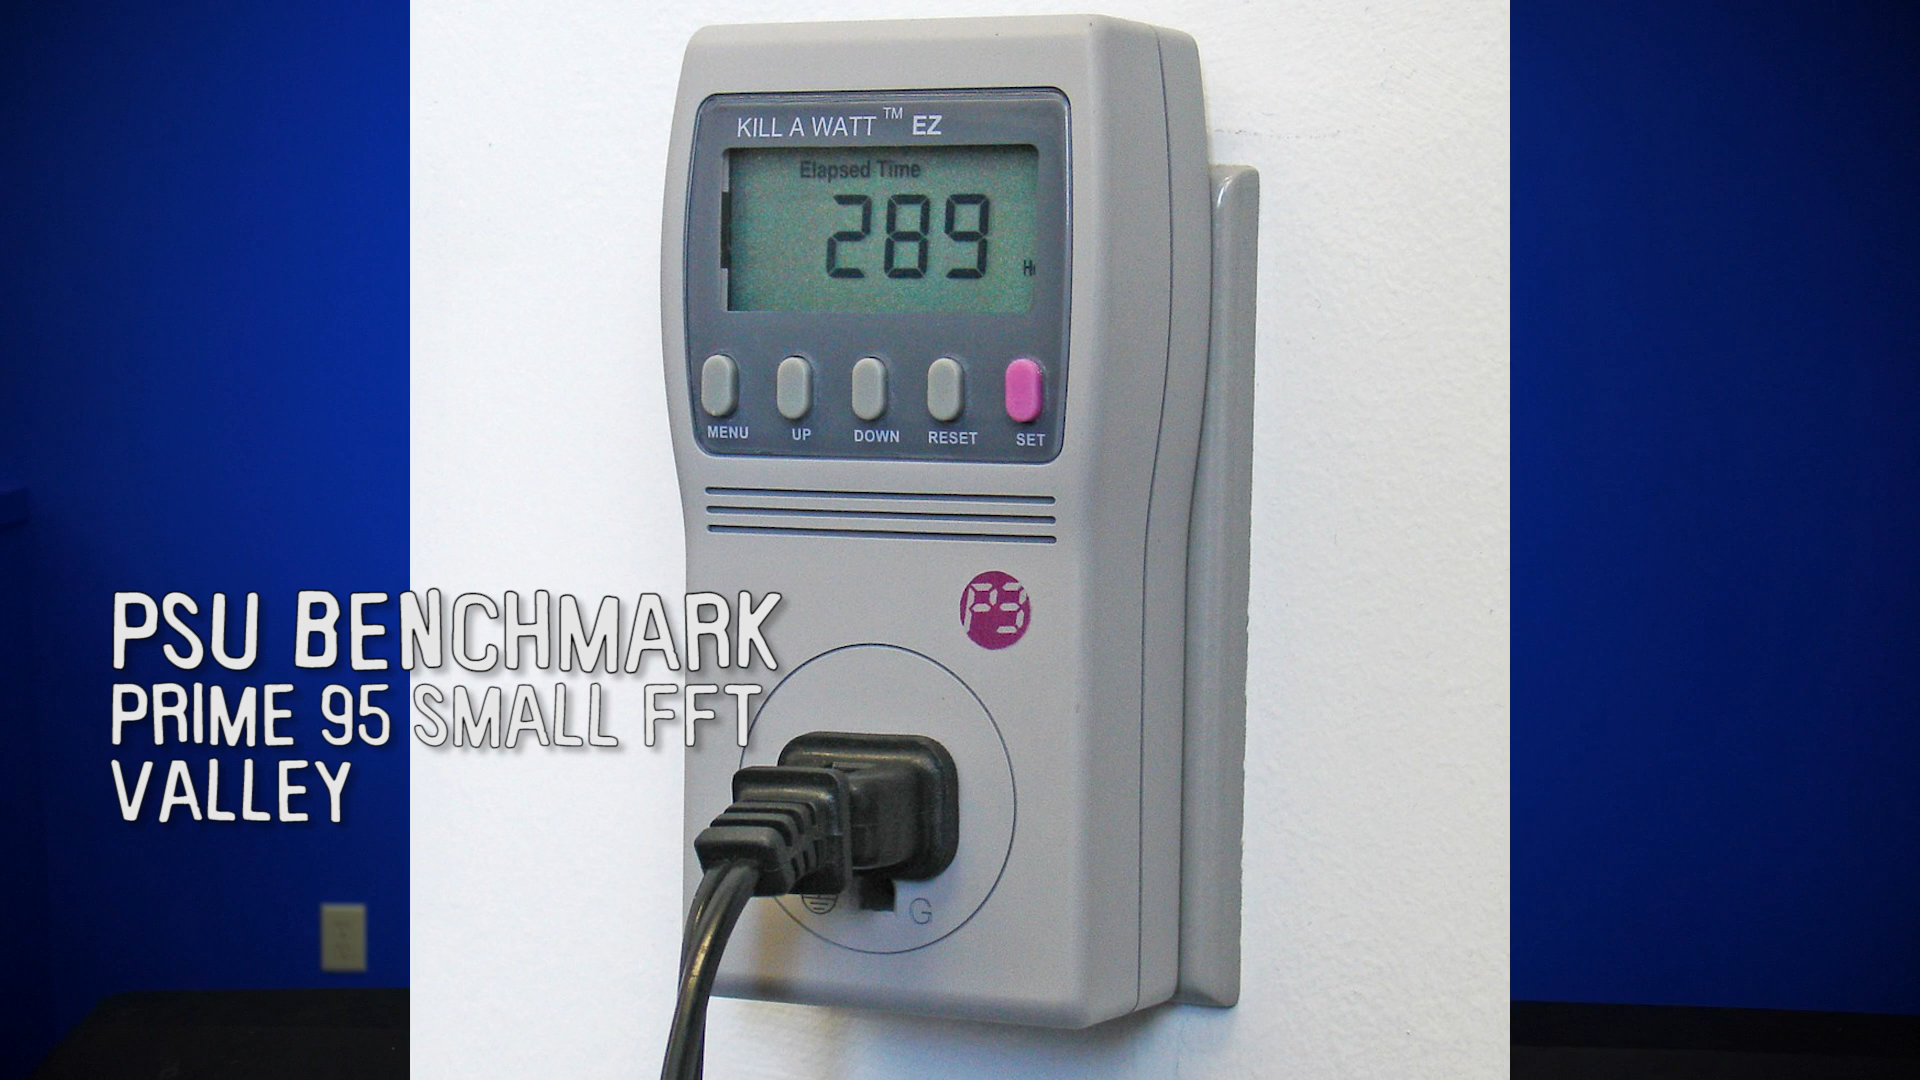 KILL A WATT™ EZ
Elapsed Time
289
MENU UP DOWN RESET SET
P3
PSU BENCHMARK
PRIME 95 SMALL FFT
VALLEY
G